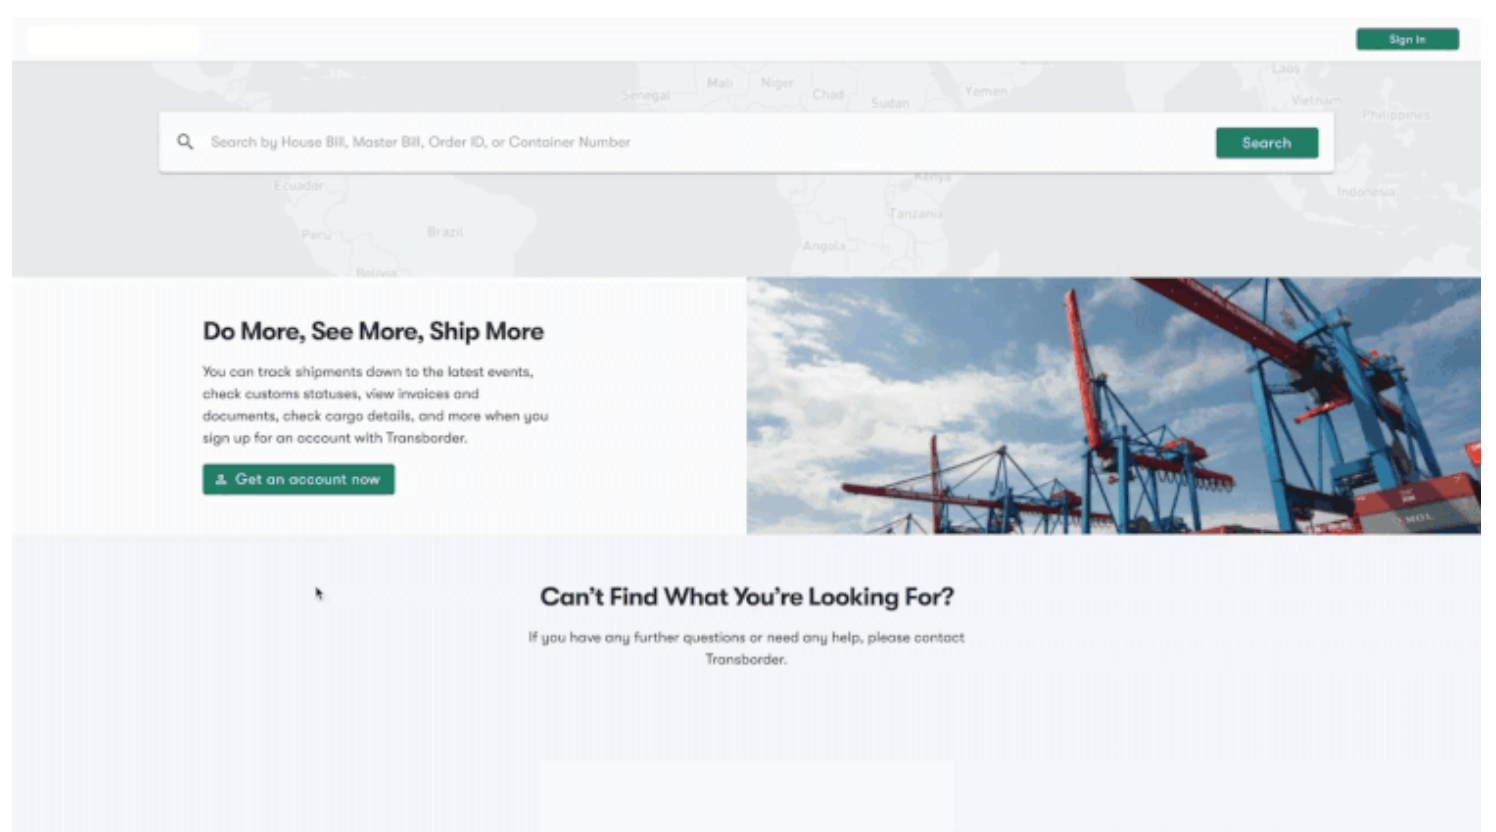 Sign In
Mali Niger Chad Sudan Yemen Laos
Senegal Vietnam Philippines
Search by House Bill, Master Bill, Order ID, or Container Number Search
Ecuador Kenya Indonesia
Peru Brazil Tanzania
Angola
Bolivia
Do More, See More, Ship More
You can track shipments down to the latest events,
check customs statuses, view invoices and
documents, check cargo details, and more when you
sign up for an account with Transborder.
Get an account now
MOL
Can't Find What You're Looking For?
If you have any further questions or need any help, please contact
Transborder.